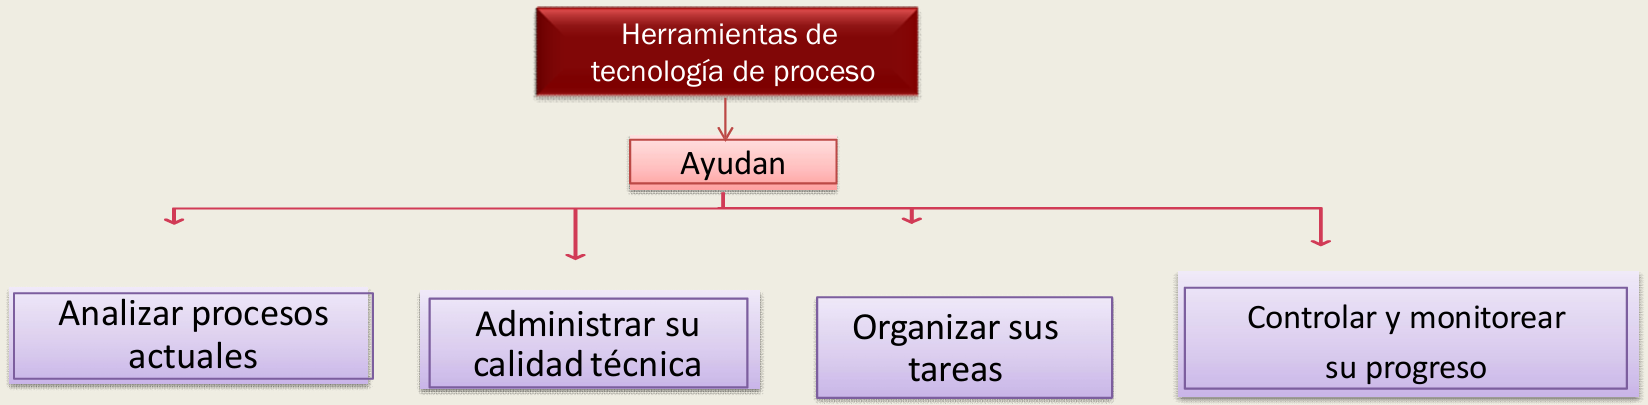 Herramientas de
tecnología de proceso
Ayudan
Analizar procesos
actuales
Administrar su
calidad técnica
Organizar sus
tareas
Controlar y monitorear
su progreso